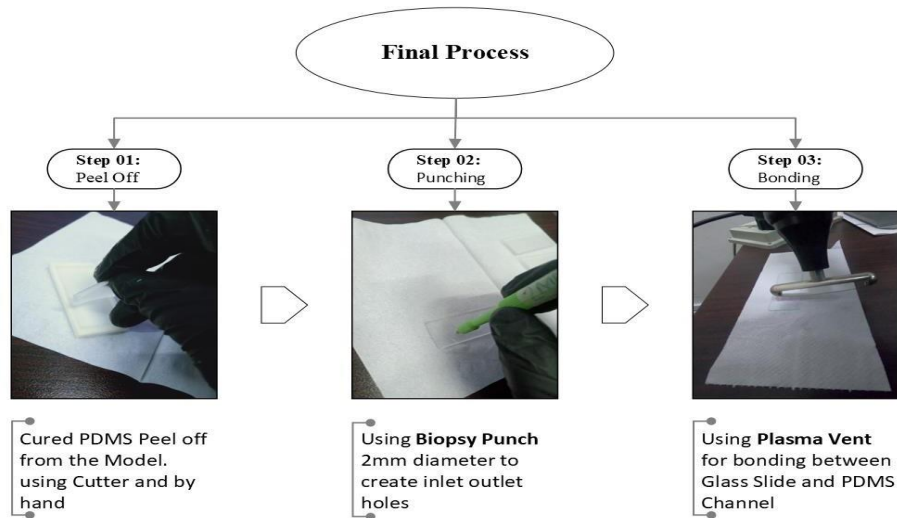 Final Process
Step 01:
Peel Off
Step 02:
Punching
Step 03:
Bonding
Cured PDMS Peel off
from the Model.
using Cutter and by
hand
Using Biopsy Punch
2mm diameter to
create inlet outlet
holes
Using Plasma Vent
for bonding between
Glass Slide and PDMS
Channel